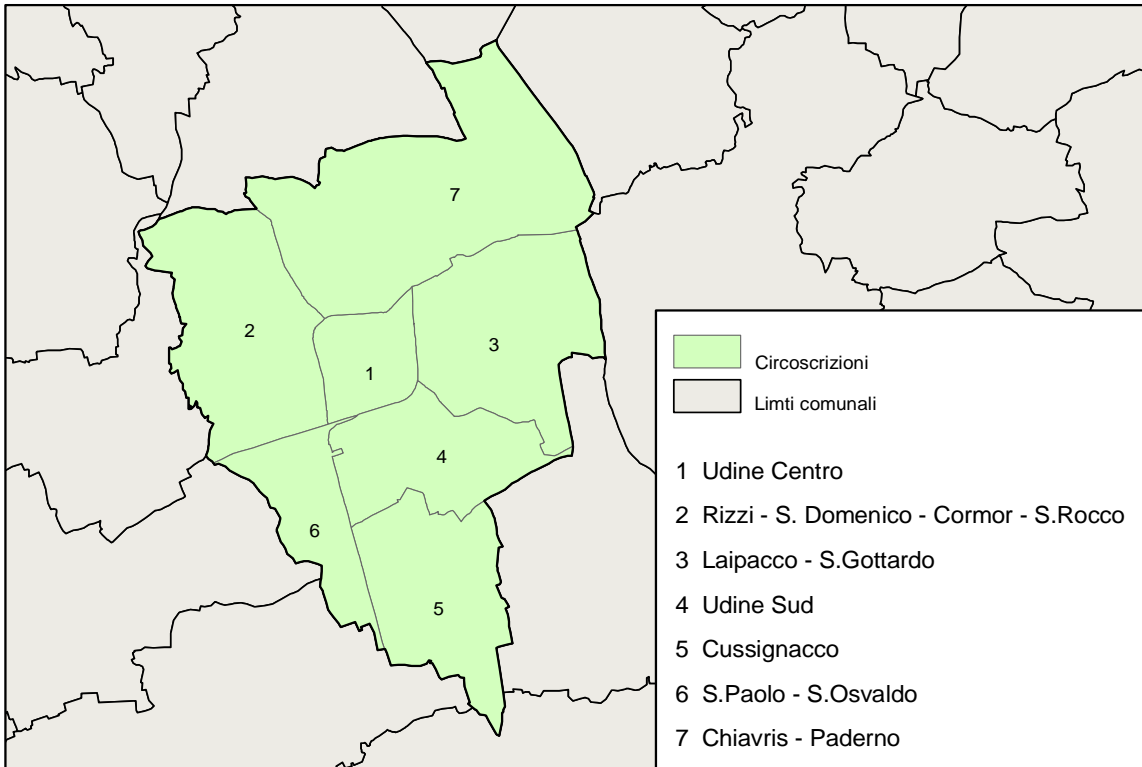 7
2
3
1
4
6
5
Circoscrizioni
Limti comunali
1 Udine Centro
2 Rizzi - S. Domenico - Cormor - S.Rocco
3 Laipacco - S.Gottardo
4 Udine Sud
5 Cussignacco
6 S.Paolo - S.Osvaldo
7 Chiavris - Paderno